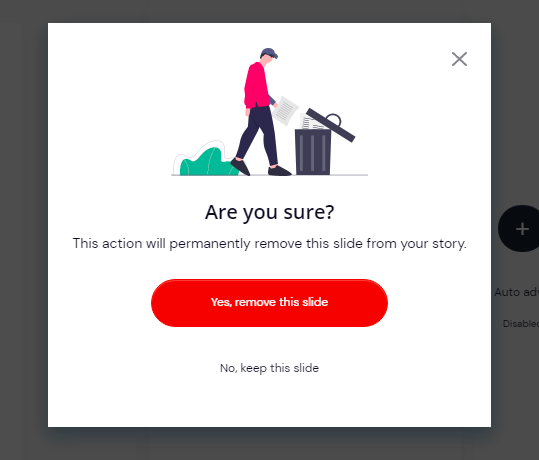 Are you sure?
This action will permanently remove this slide from your story.
Yes, remove this slide
No, keep this slide
Auto adv
Disabled